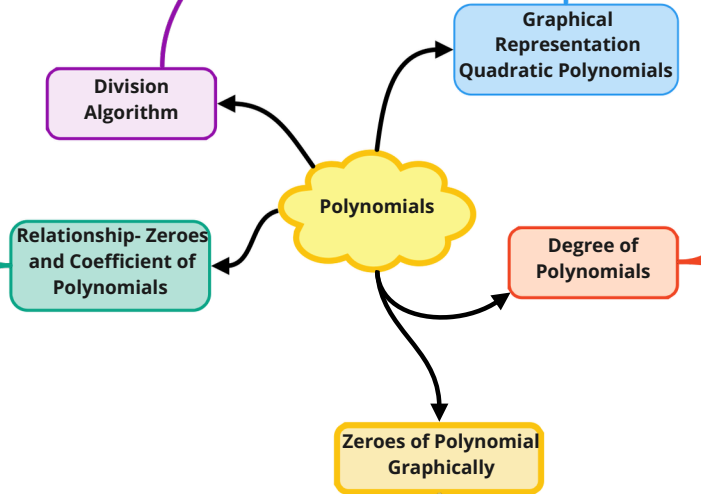 Graphical
Representation
Quadratic Polynomials
Division
Algorithm
Polynomials
Relationship- Zeroes
and Coefficient of
Polynomials
Degree of
Polynomials
Zeroes of Polynomial
Graphically